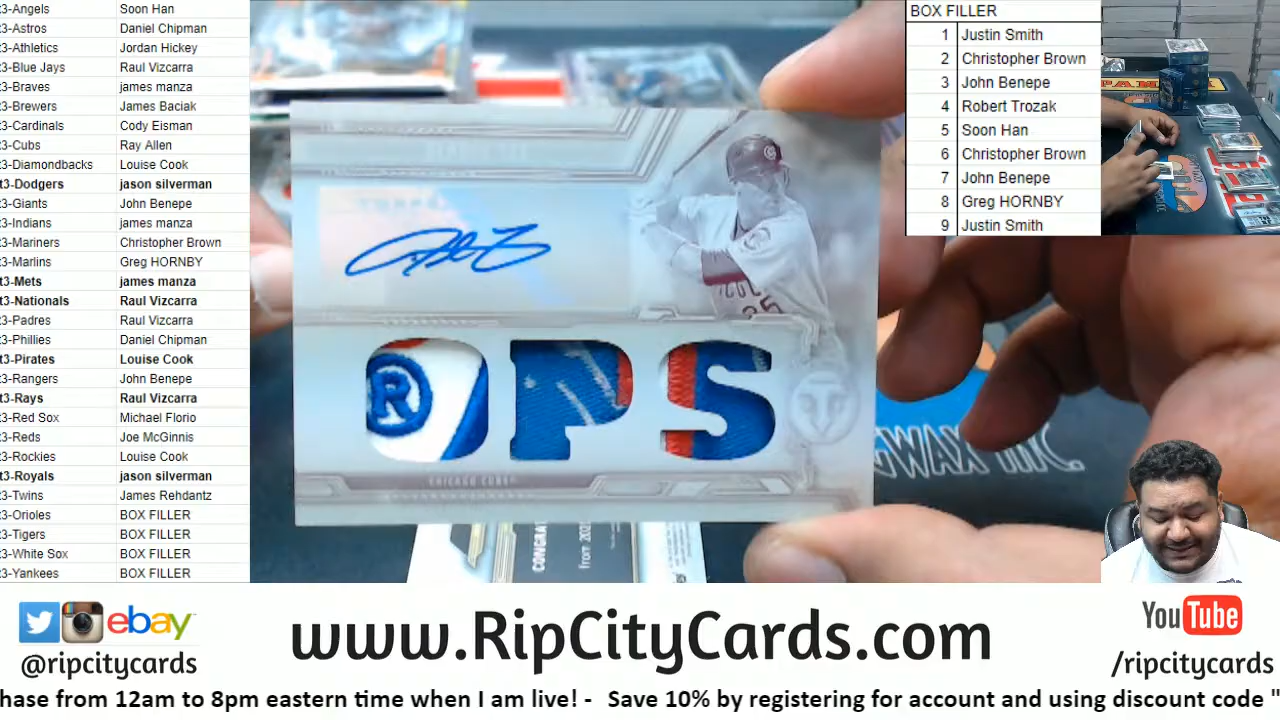 :3-Angels Soon Han
:3-Astros Daniel Chipman
:3-Athletics Jordan Hickey
:3-Blue Jays Raul Vizcarra
:3-Braves james manza
:3-Brewers James Baciak
:3-Cardinals Cody Eisman
:3-Cubs Ray Allen
:3-Diamondbacks Louise Cook
t3-Dodgers jason silverman
:3-Giants John Benepe
:3-Indians james manza
:3-Mariners Christopher Brown
:3-Marlins Greg HORNBY
t3-Mets james manza
t3-Nationals Raul Vizcarra
:3-Padres Raul Vizcarra
:3-Phillies Daniel Chipman
t3-Pirates Louise Cook
:3-Rangers John Benepe
t3-Rays Raul Vizcarra
:3-Red Sox Michael Florio
:3-Reds Joe McGinnis
:3-Rockies Louise Cook
t3-Royals jason silverman
:3-Twins James Rehdantz
:3-Orioles BOX FILLER
:3-Tigers BOX FILLER
:3-White Sox BOX FILLER
:3-Yankees BOX FILLER
BOX FILLER
1 Justin Smith
2 Christopher Brown
3 John Benepe
4 Robert Trozak
5 Soon Han
6 Christopher Brown
7 John Benepe
8 Greg HORNBY
9 Justin Smith
OPS
®
CHICAGO CUBS
25
CONGRAT
from 202
GWAX INC.
ebay
@ripcitycards
www.RipCityCards.com
YouTube
/ripcitycards
hase from 12am to 8pm eastern time when I am live! - Save 10% by registering for account and using discount code "